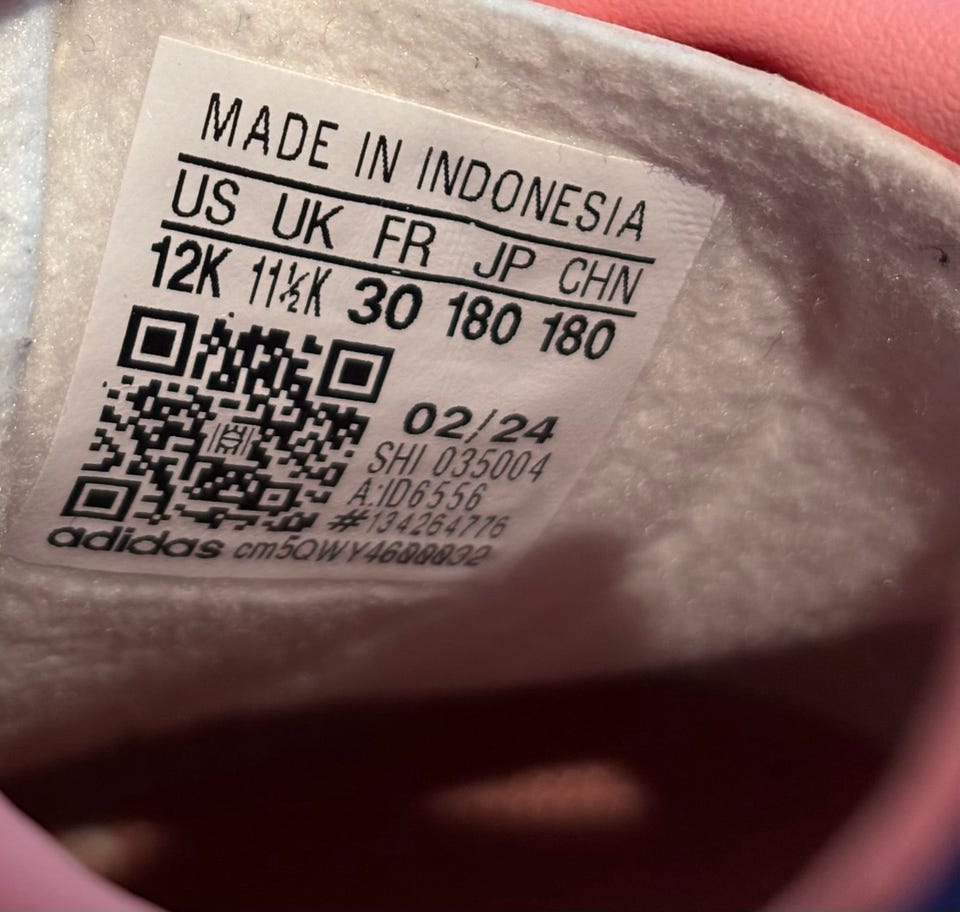 MADE IN INDONESIA
US UK FR JP CHN
12K 11½K 30 180 180
02/24
SHI 035004
A:ID6556
#134264776
adidas